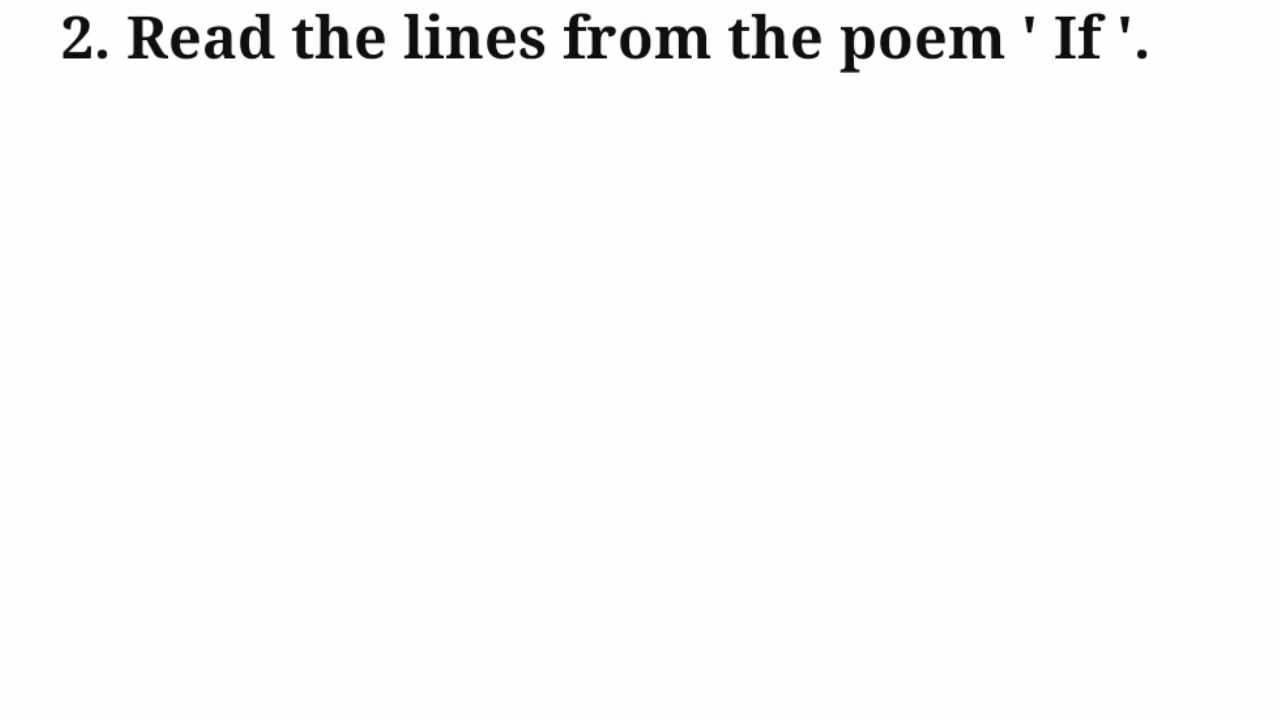 2. Read the lines from the poem ' If '.